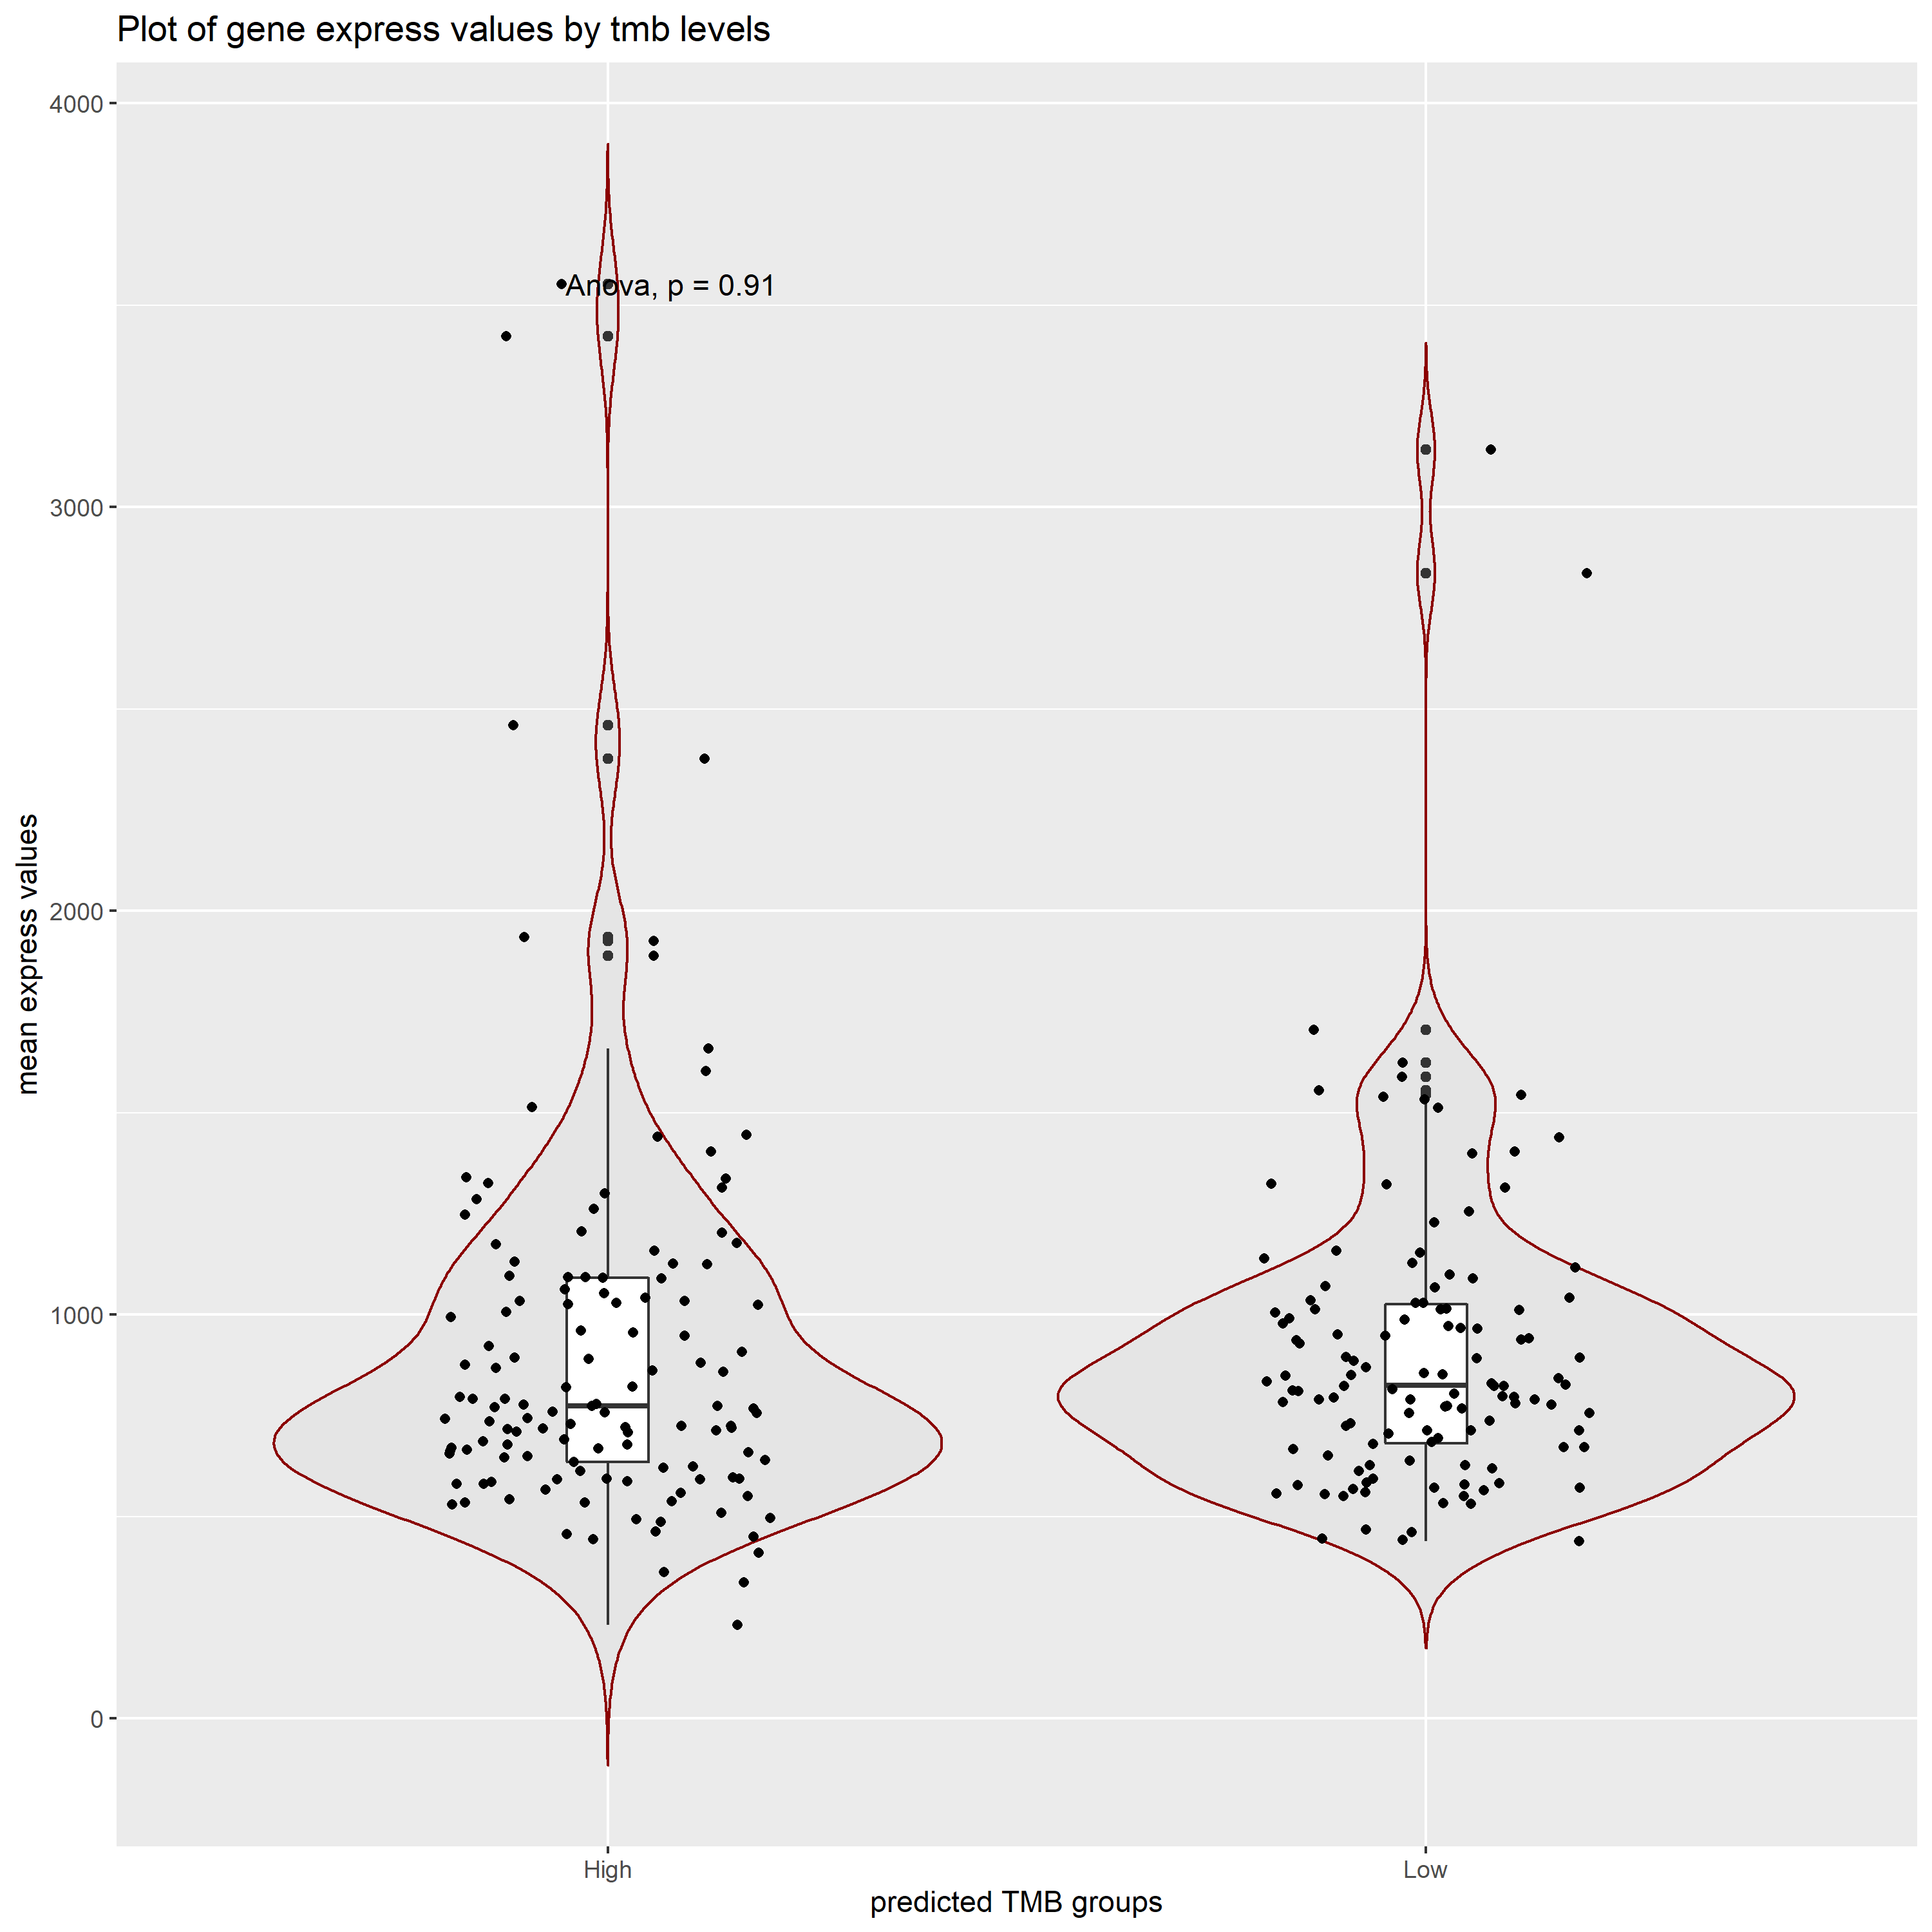 Plot of gene express values by tmb levels
4000
Anova, p = 0.91
3000
2000
1000
0
mean express values
High
Low
predicted TMB groups